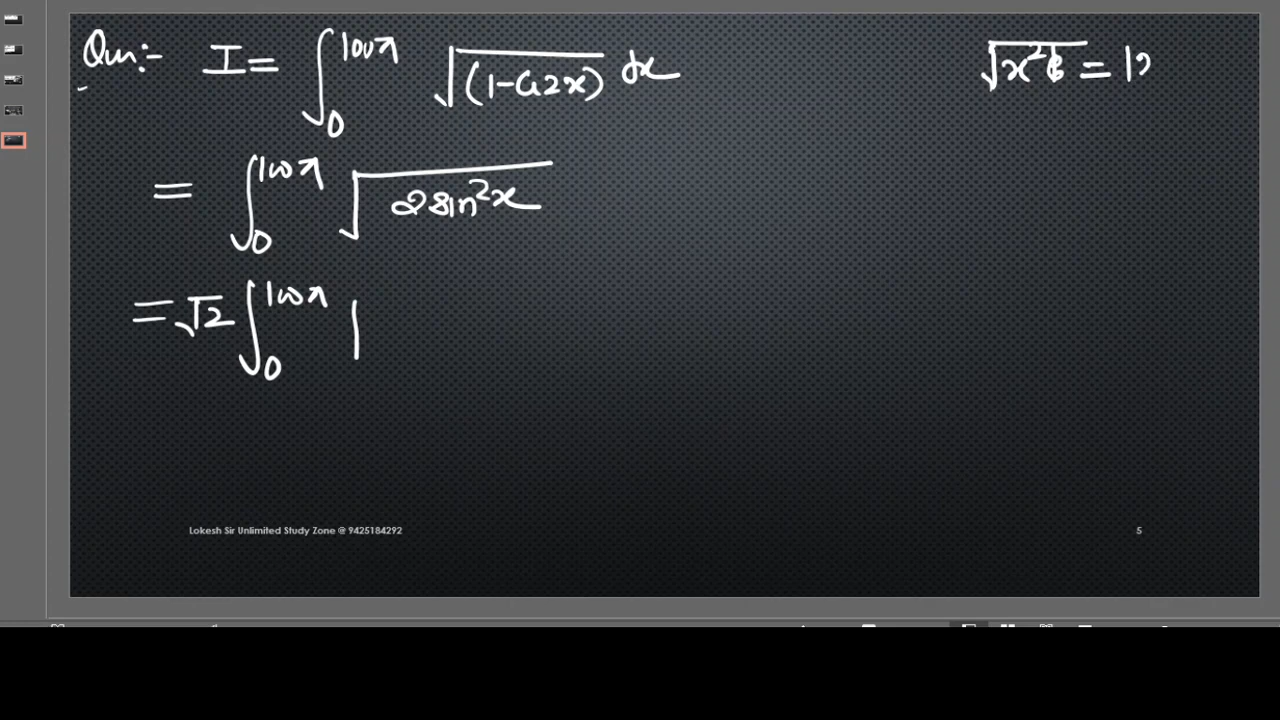 Qn:- I = ∫₀^100π √(1-cos2x) dx
√x² = |x
= ∫₀^100π √2sin²x
= √2 ∫₀^100π |
Lokesh Sir Unlimited Study Zone @ 9425184292
5